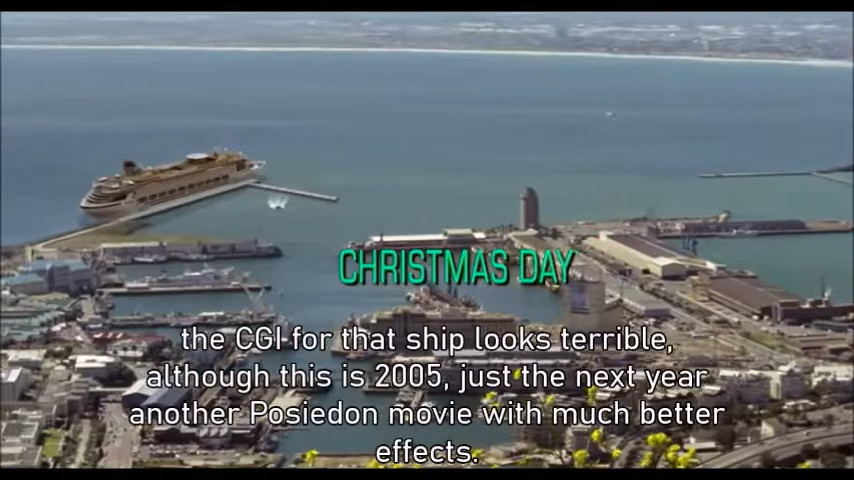 CHRISTMAS DAY
the CGI for that ship looks terrible,
although this is 2005, just the next year
another Posiedon movie with much better
effects.